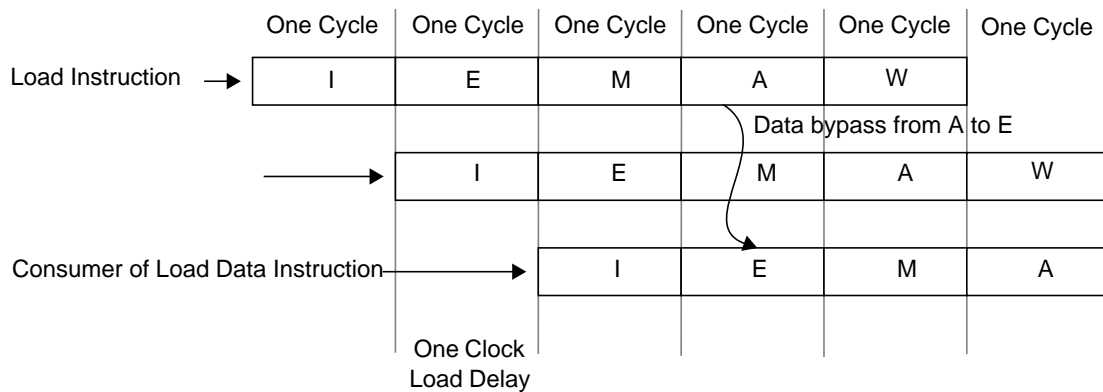 One Cycle One Cycle One Cycle One Cycle One Cycle One Cycle
Load Instruction I E M A W
Data bypass from A to E
I E M A W
Consumer of Load Data Instruction I E M A
One Clock
Load Delay